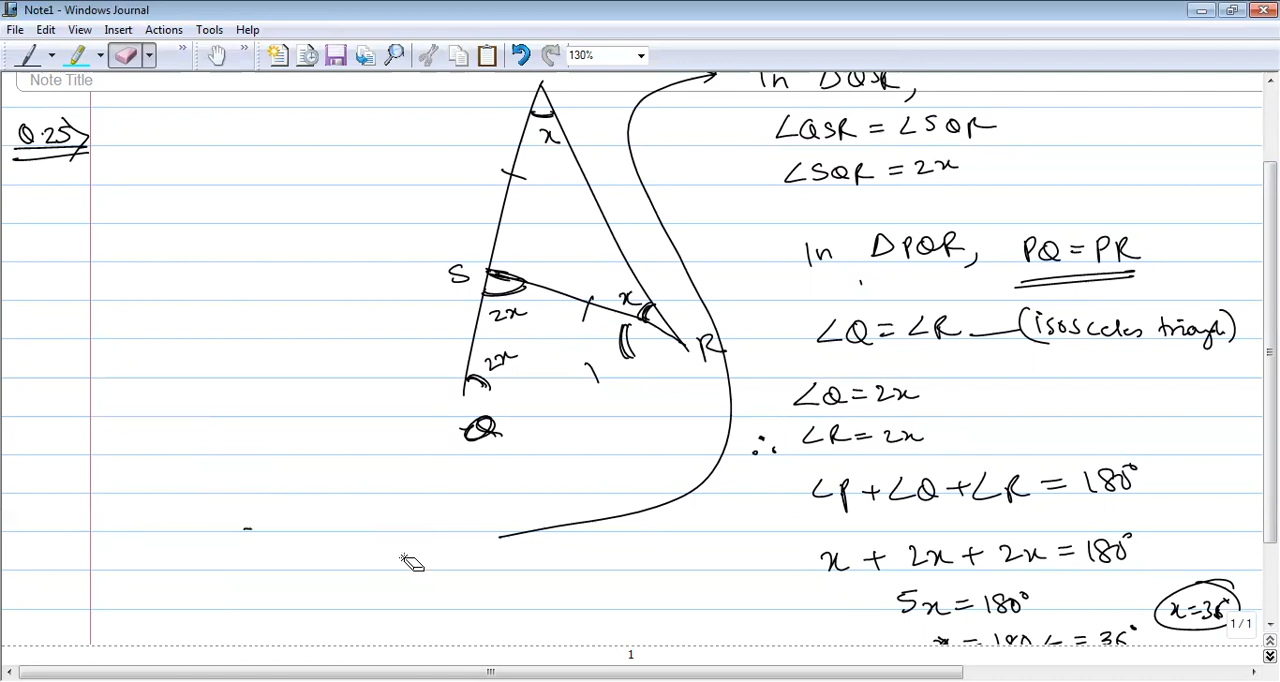 Note1 - Windows Journal
File Edit View Insert Actions Tools Help
130%
Note Title
Q.25
In ΔQSR,
∠QSR = ∠SQR
∠SQR = 2x
In ΔPQR, PQ = PR
∠Q = ∠R — (isosceles triangle)
∠Q = 2x
∴ ∠R = 2x
∠P + ∠Q + ∠R = 180°
x + 2x + 2x = 180°
5x = 180°
x = 36°
x
S
2x
x
R
2x
Q
1 / 1
1